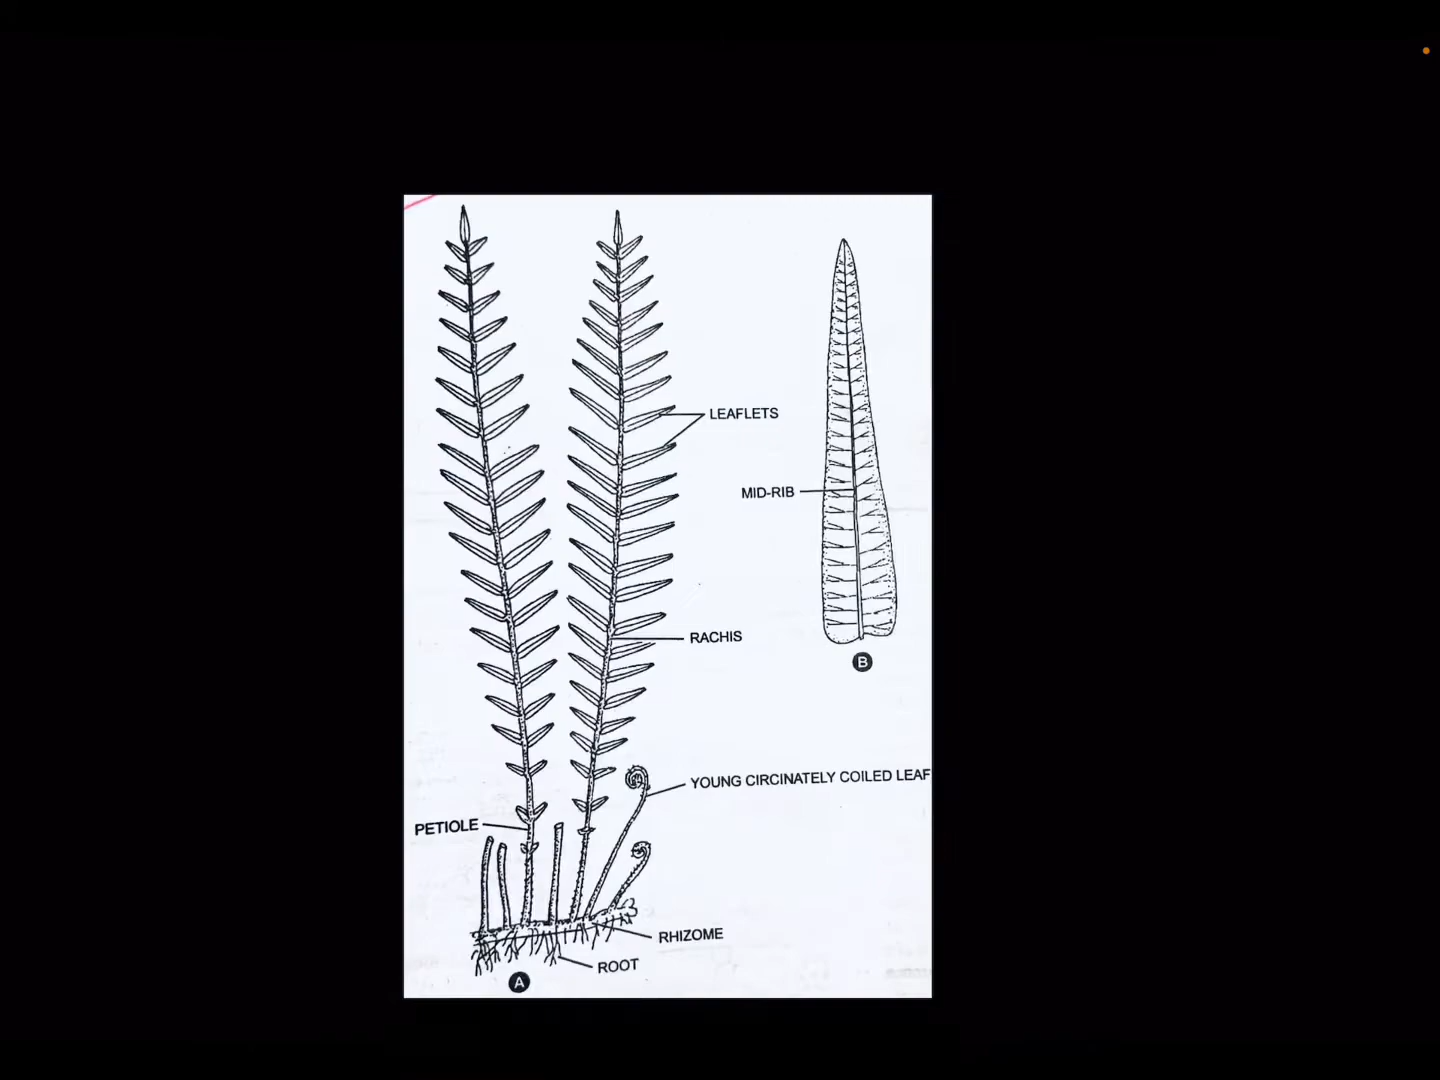 LEAFLETS
MID-RIB
RACHIS
YOUNG CIRCINATELY COILED LEAF
PETIOLE
RHIZOME
ROOT
A
B